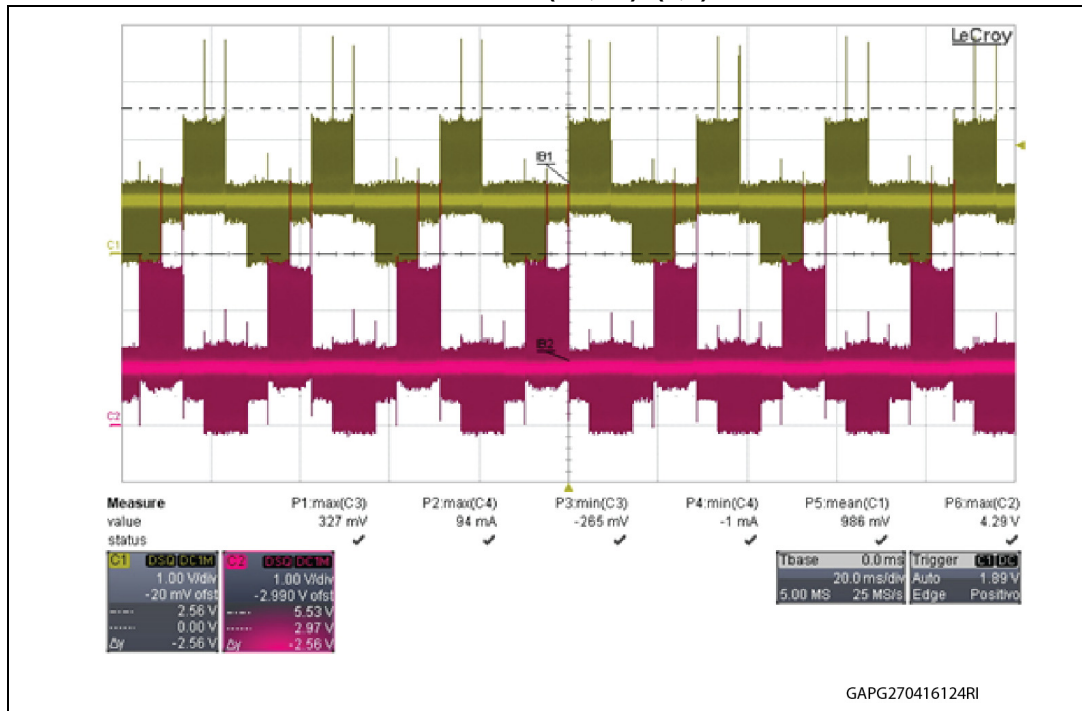 LeCroy
IB1
C1
IB2
C2
Measure P1:max(C3) P2:max(C4) P3:min(C3) P4:min(C4) P5:mean(C1) P6:max(C2)
value 327 mV 94 mA -265 mV -1 mA 986 mV 4.29 V
status
C1 DSQ DC1M C2 DSQ DC1M Tbase 0.0 ms Trigger C1 DC
1.00 V/div 1.00 V/div 20.0 ms/div Auto 1.89 V
-20 mV ofst -2.990 V ofst 5.00 MS 25 MS/s Edge Positivo
2.56 V 5.53 V
0.00 V 2.97 V
Δy -2.56 V Δy -2.56 V
GAPG270416124RI